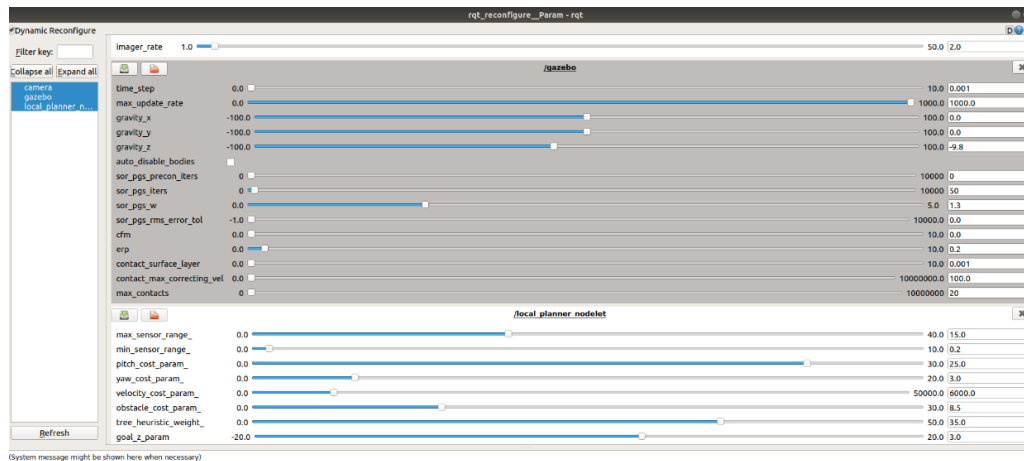 rqt_reconfigure__Param - rqt
Dynamic Reconfigure
D
Filter key:
Collapse all Expand all
camera
gazebo
local_planner_n...
Refresh
imager_rate 1.0 50.0 2.0
/gazebo
time_step 0.0 10.0 0.001
max_update_rate 0.0 1000.0 1000.0
gravity_x -100.0 100.0 0.0
gravity_y -100.0 100.0 0.0
gravity_z -100.0 100.0 -9.8
auto_disable_bodies
sor_pgs_precon_iters 0 10000 0
sor_pgs_iters 0 10000 50
sor_pgs_w 0.0 5.0 1.3
sor_pgs_rms_error_tol -1.0 10000.0 0.0
cfm 0.0 10.0 0.0
erp 0.0 10.0 0.2
contact_surface_layer 0.0 10.0 0.001
contact_max_correcting_vel 0.0 10000000.0 100.0
max_contacts 0 10000000 20
/local_planner_nodelet
max_sensor_range_ 0.0 40.0 15.0
min_sensor_range_ 0.0 10.0 0.2
pitch_cost_param_ 0.0 30.0 25.0
yaw_cost_param_ 0.0 20.0 3.0
velocity_cost_param_ 0.0 50000.0 6000.0
obstacle_cost_param_ 0.0 30.0 8.5
tree_heuristic_weight_ 0.0 50.0 35.0
goal_z_param -20.0 20.0 3.0
(System message might be shown here when necessary)